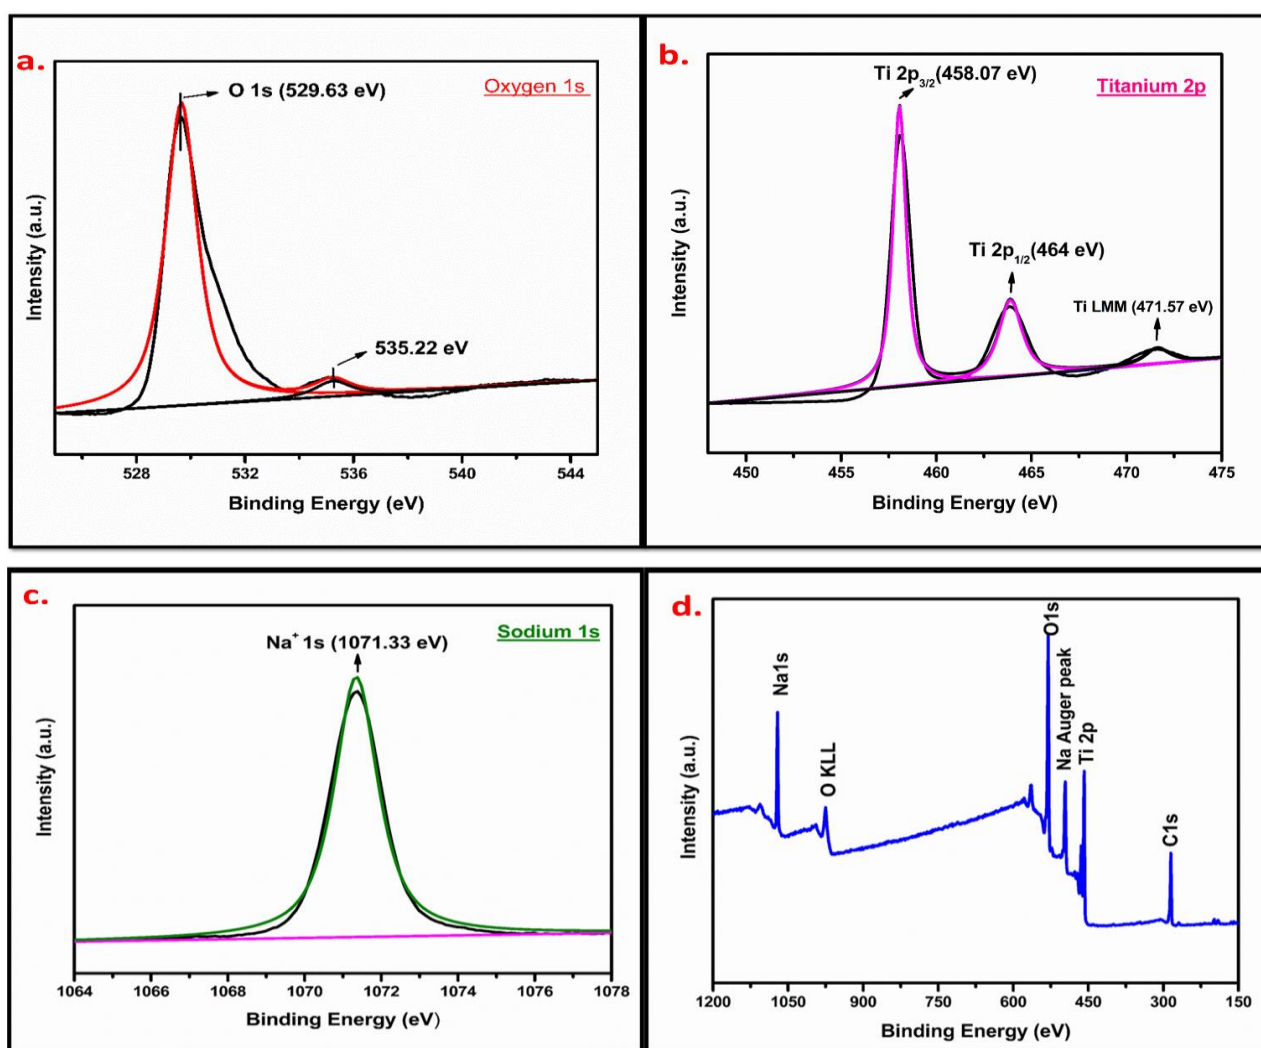 a.
O 1s (529.63 eV)
Oxygen 1s
535.22 eV
Intensity (a.u.)
528 532 536 540 544
Binding Energy (eV)
b.
Ti 2p3/2(458.07 eV)
Titanium 2p
Ti 2p1/2(464 eV)
Ti LMM (471.57 eV)
Intensity (a.u.)
450 455 460 465 470 475
Binding Energy (eV)
c.
Sodium 1s
Na+ 1s (1071.33 eV)
Intensity (a.u.)
1064 1066 1068 1070 1072 1074 1076 1078
Binding Energy (eV)
d.
Na1s
O KLL
O1s
Na Auger peak
Ti 2p
C1s
Intensity (a.u.)
1200 1050 900 750 600 450 300 150
Binding Energy (eV)